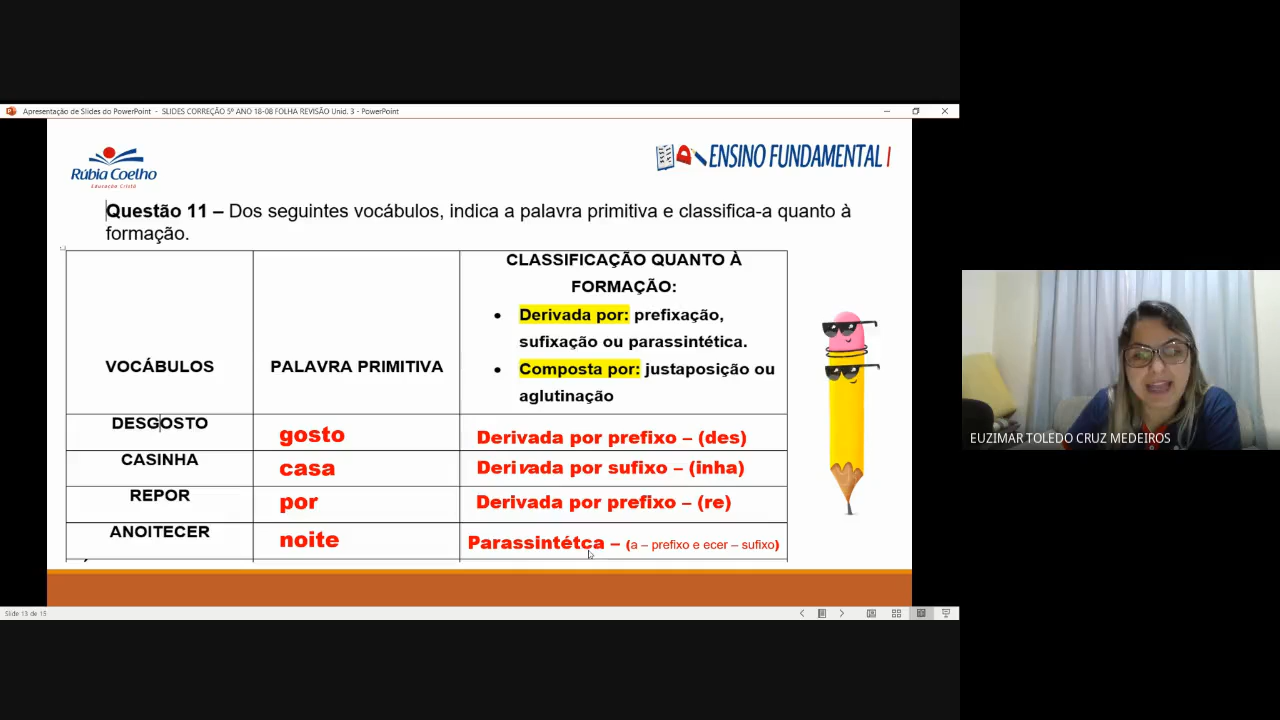 Apresentação de Slides do PowerPoint - SLIDES CORREÇÃO 5º ANO 18-08 FOLHA REVISÃO Unid. 3 - PowerPoint
Rúbia Coelho
Educação Cristã
ENSINO FUNDAMENTAL I
Questão 11 – Dos seguintes vocábulos, indica a palavra primitiva e classifica-a quanto à
formação.
VOCÁBULOS
PALAVRA PRIMITIVA
CLASSIFICAÇÃO QUANTO À
FORMAÇÃO:
• Derivada por: prefixação,
sufixação ou parassintética.
• Composta por: justaposição ou
aglutinação
DESGOSTO
gosto
Derivada por prefixo – (des)
CASINHA
casa
Derivada por sufixo – (inha)
REPOR
por
Derivada por prefixo – (re)
ANOITECER
noite
Parassintétca – (a – prefixo e ecer – sufixo)
EUZIMAR TOLEDO CRUZ MEDEIROS
Slide 15 de 15